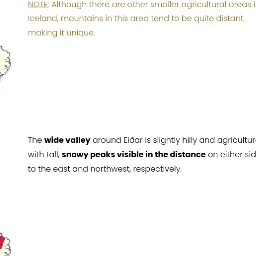 NOTE: Although there are other smaller agricultural areas i
Iceland, mountains in this area tend to be quite distant,
making it unique.
The wide valley around Eiðar is slightly hilly and agricultur
with tall, snowy peaks visible in the distance on either sid
to the east and northwest, respectively.